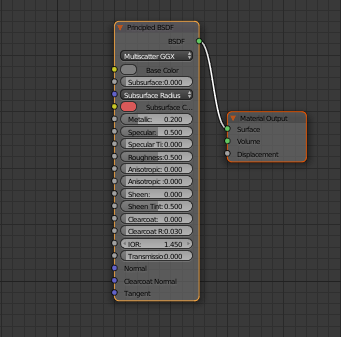 Principled BSDF
BSDF
Multiscatter GGX
Base Color
Subsurface: 0.000
Subsurface Radius
Subsurface C...
Metallic: 0.200
Specular: 0.500
Specular Ti: 0.000
Roughness: 0.500
Anisotropic: 0.000
Anisotropic: 0.000
Sheen: 0.000
Sheen Tint: 0.500
Clearcoat: 0.000
Clearcoat R: 0.030
IOR: 1.450
Transmissio: 0.000
Normal
Clearcoat Normal
Tangent
Material Output
Surface
Volume
Displacement